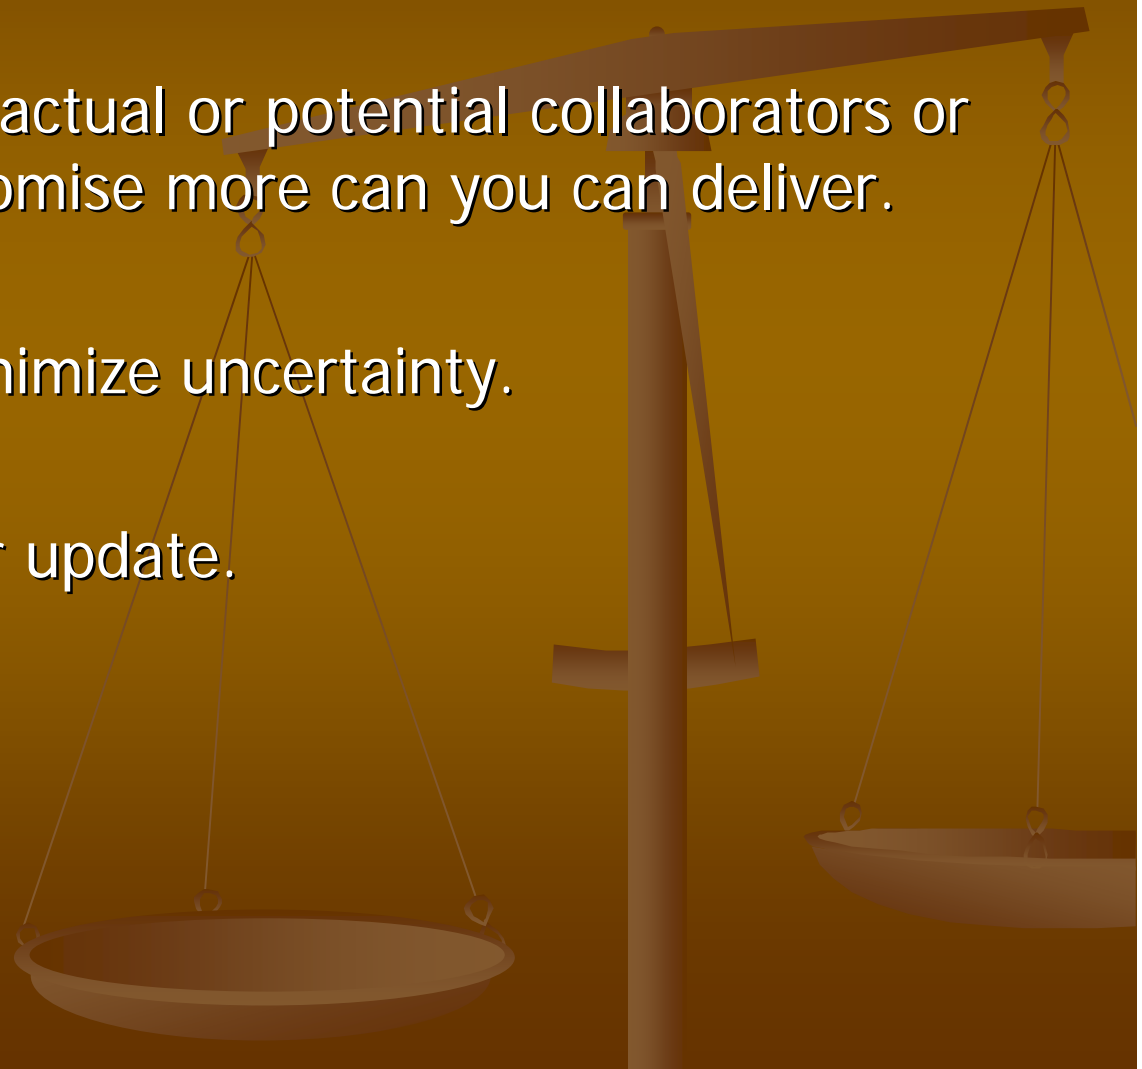 actual or potential collaborators or
omise more can you can deliver.
nimize uncertainty.
r update.